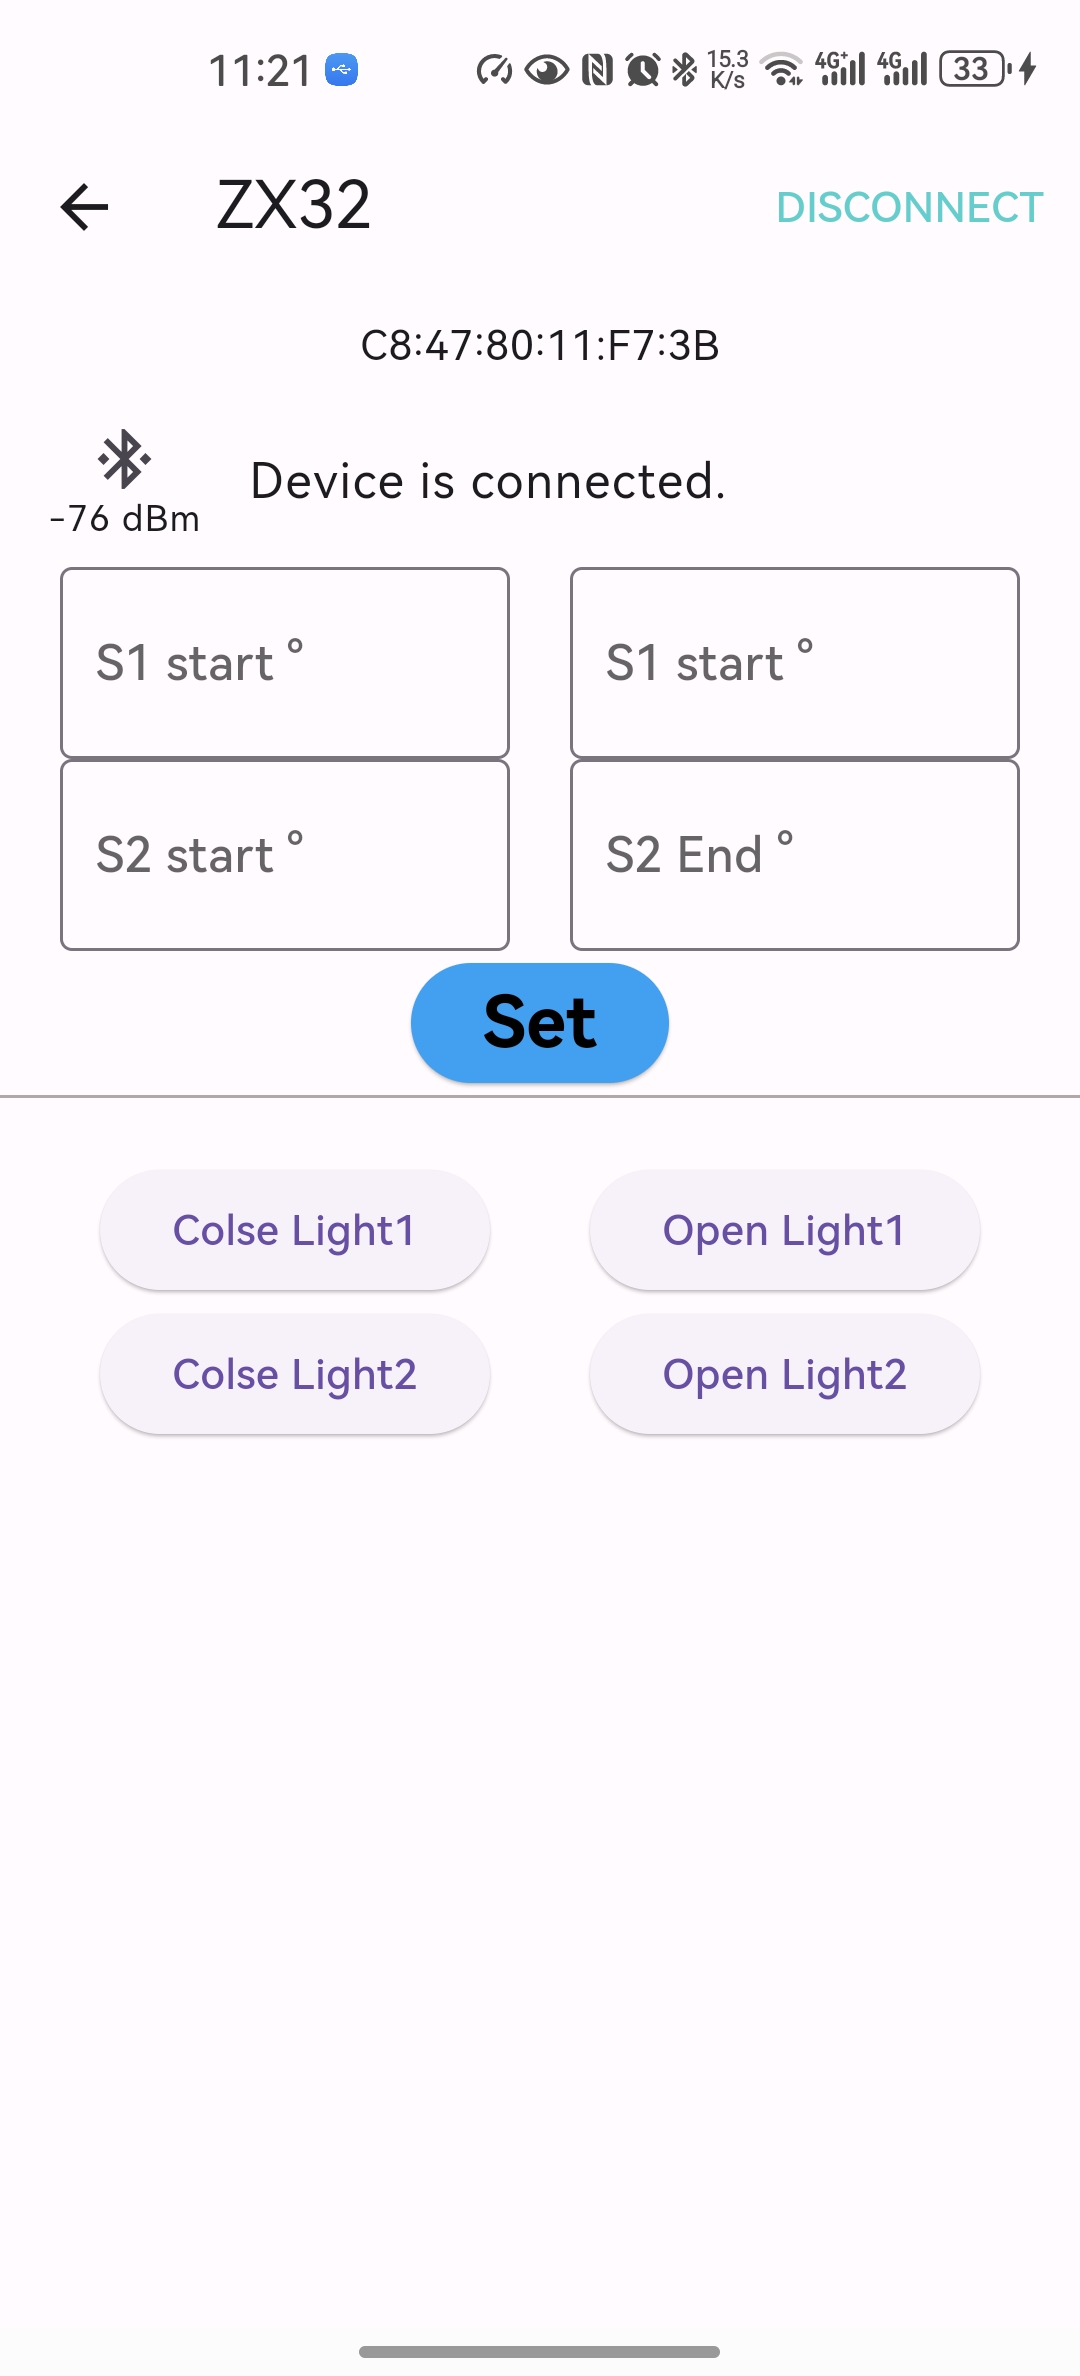 11:21 15.3 K/s 4G+ 4G 33
ZX32 DISCONNECT
C8:47:80:11:F7:3B
Device is connected.
-76 dBm
S1 start ° S1 start °
S2 start ° S2 End °
Set
Colse Light1 Open Light1
Colse Light2 Open Light2